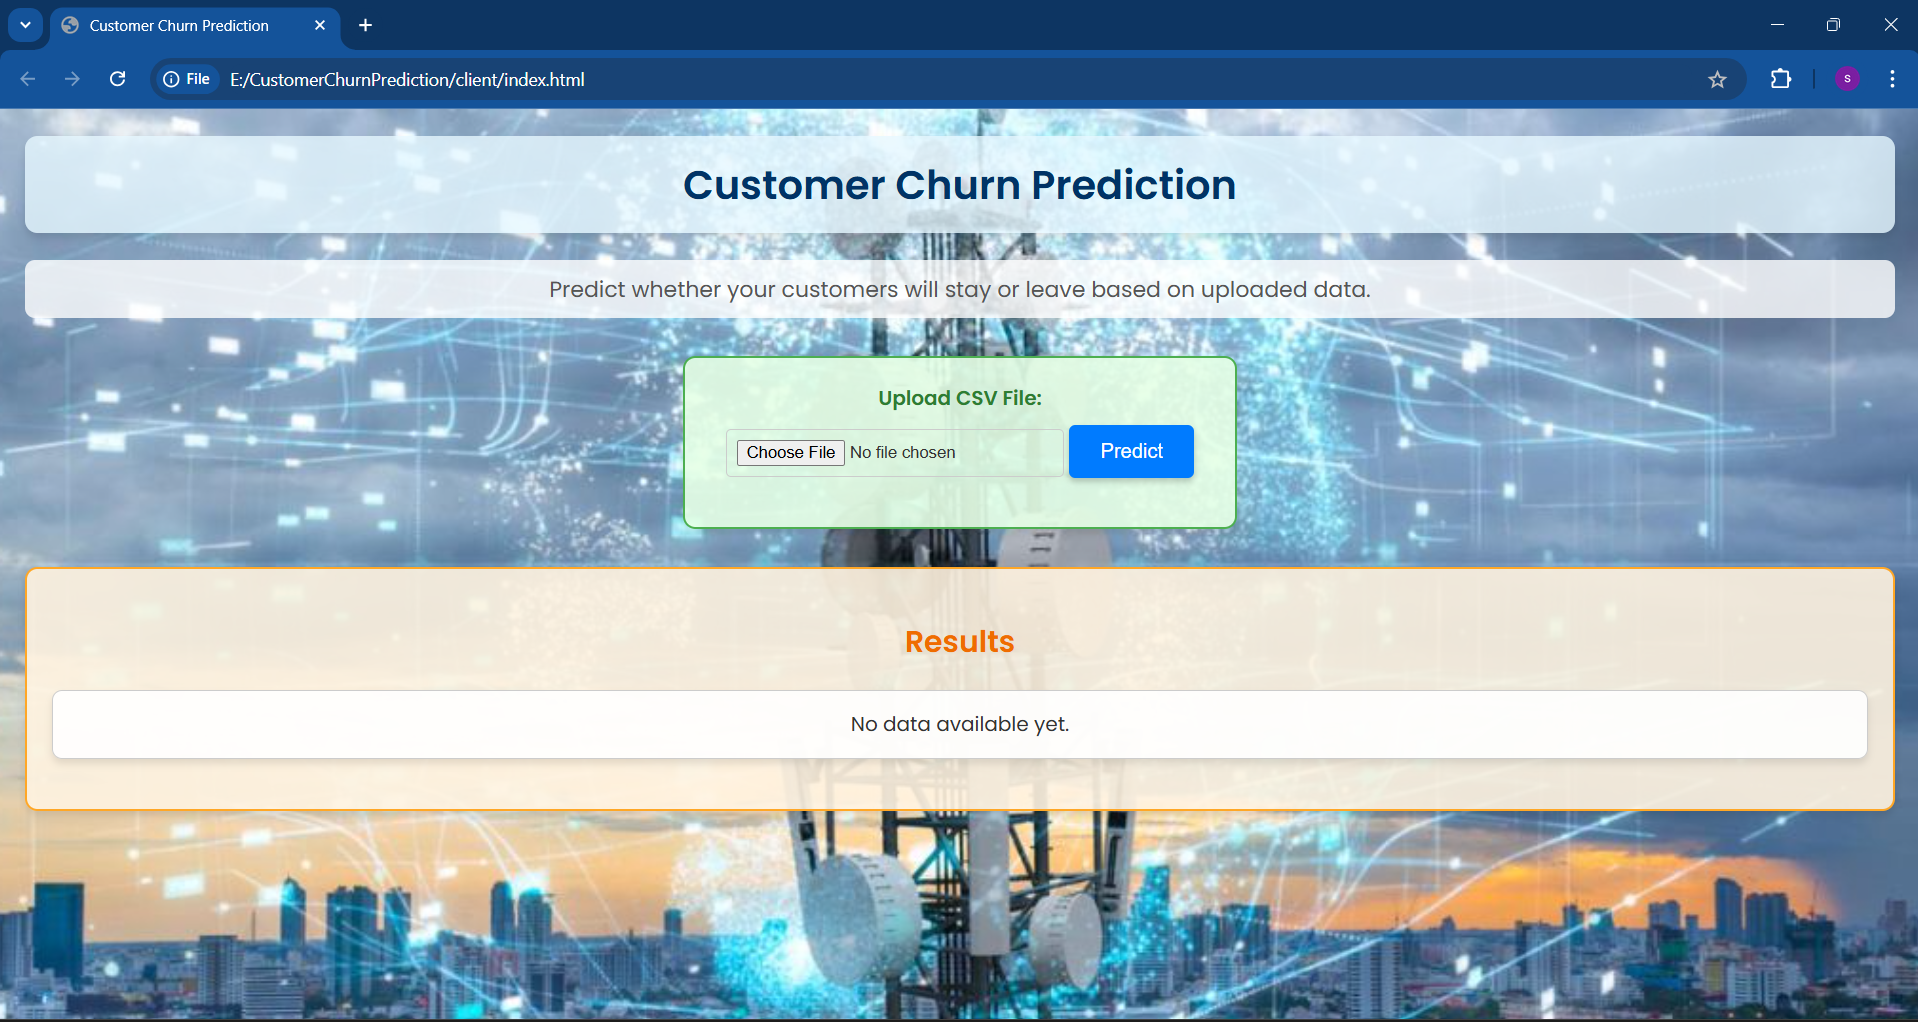 Customer Churn Prediction
File E:/CustomerChurnPrediction/client/index.html
S
Customer Churn Prediction
Predict whether your customers will stay or leave based on uploaded data.
Upload CSV File:
Choose File No file chosen Predict
Results
No data available yet.